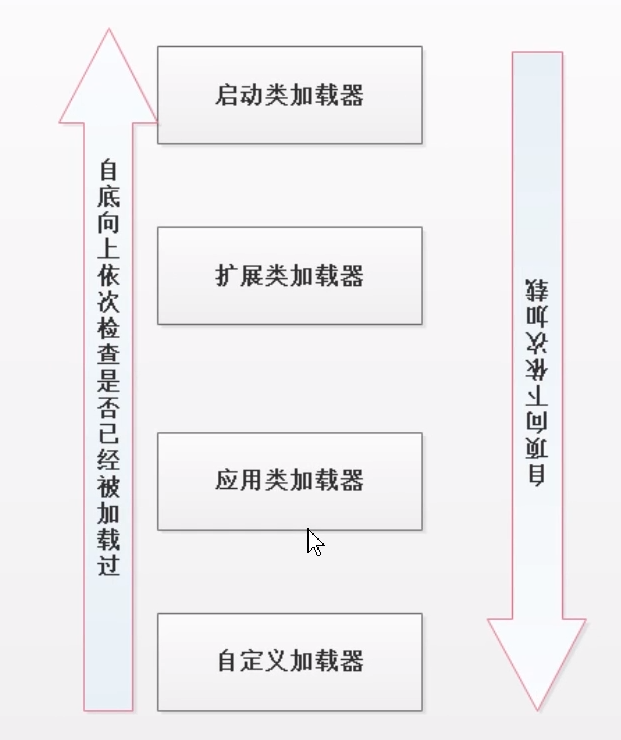 启动类加载器
扩展类加载器
应用类加载器
自定义加载器
自底向上依次检查是否已经被加载过
自顶向下依次加载